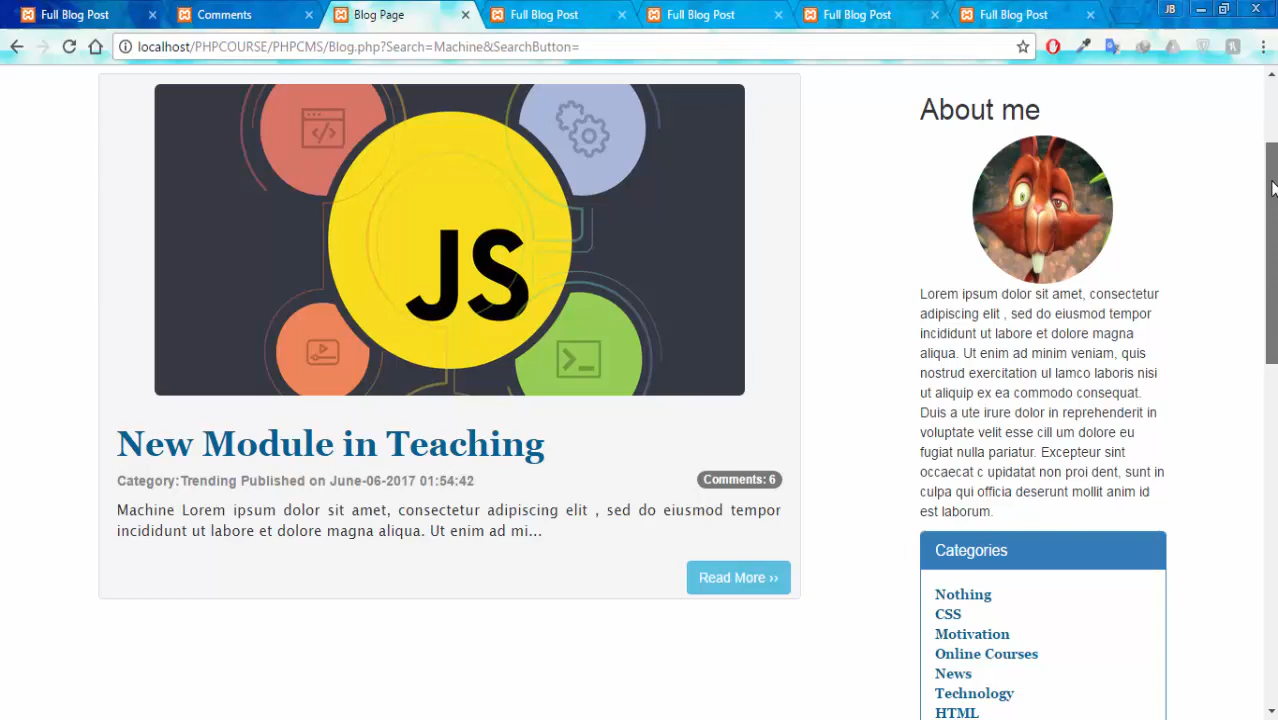 Full Blog Post
Comments
Blog Page
Full Blog Post
Full Blog Post
Full Blog Post
Full Blog Post
JB
localhost/PHPCOURSE/PHPCMS/Blog.php?Search=Machine&SearchButton=
JS
New Module in Teaching
Category:Trending Published on June-06-2017 01:54:42
Comments: 6
Machine Lorem ipsum dolor sit amet, consectetur adipiscing elit , sed do eiusmod tempor
incididunt ut labore et dolore magna aliqua. Ut enim ad mi...
Read More ››
About me
Lorem ipsum dolor sit amet, consectetur
adipiscing elit , sed do eiusmod tempor
incididunt ut labore et dolore magna
aliqua. Ut enim ad minim veniam, quis
nostrud exercitation ul lamco laboris nisi
ut aliquip ex ea commodo consequat.
Duis a ute irure dolor in reprehenderit in
voluptate velit esse cill um dolore eu
fugiat nulla pariatur. Excepteur sint
occaecat c upidatat non proi dent, sunt in
culpa qui officia deserunt mollit anim id
est laborum.
Categories
Nothing
CSS
Motivation
Online Courses
News
Technology
HTML